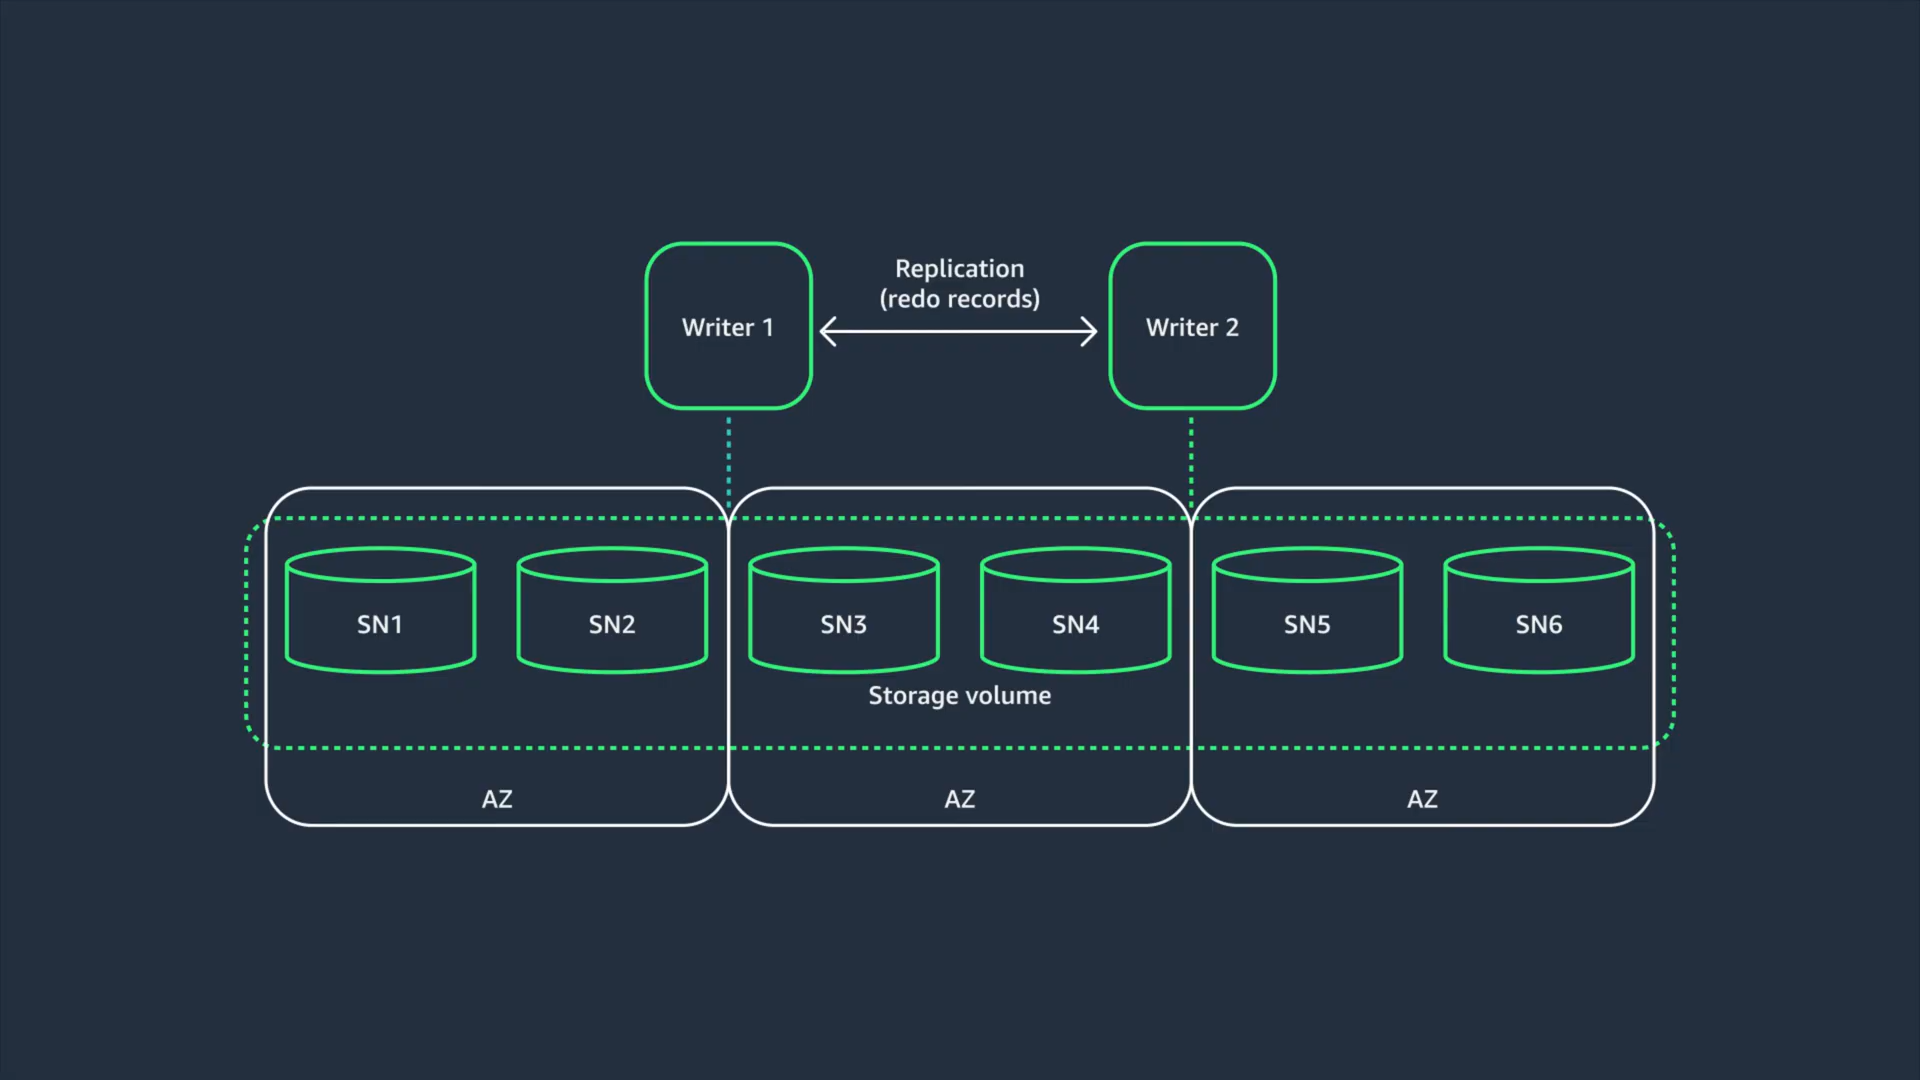 Replication
(redo records)
Writer 1
Writer 2
SN1
SN2
SN3
SN4
SN5
SN6
Storage volume
AZ
AZ
AZ